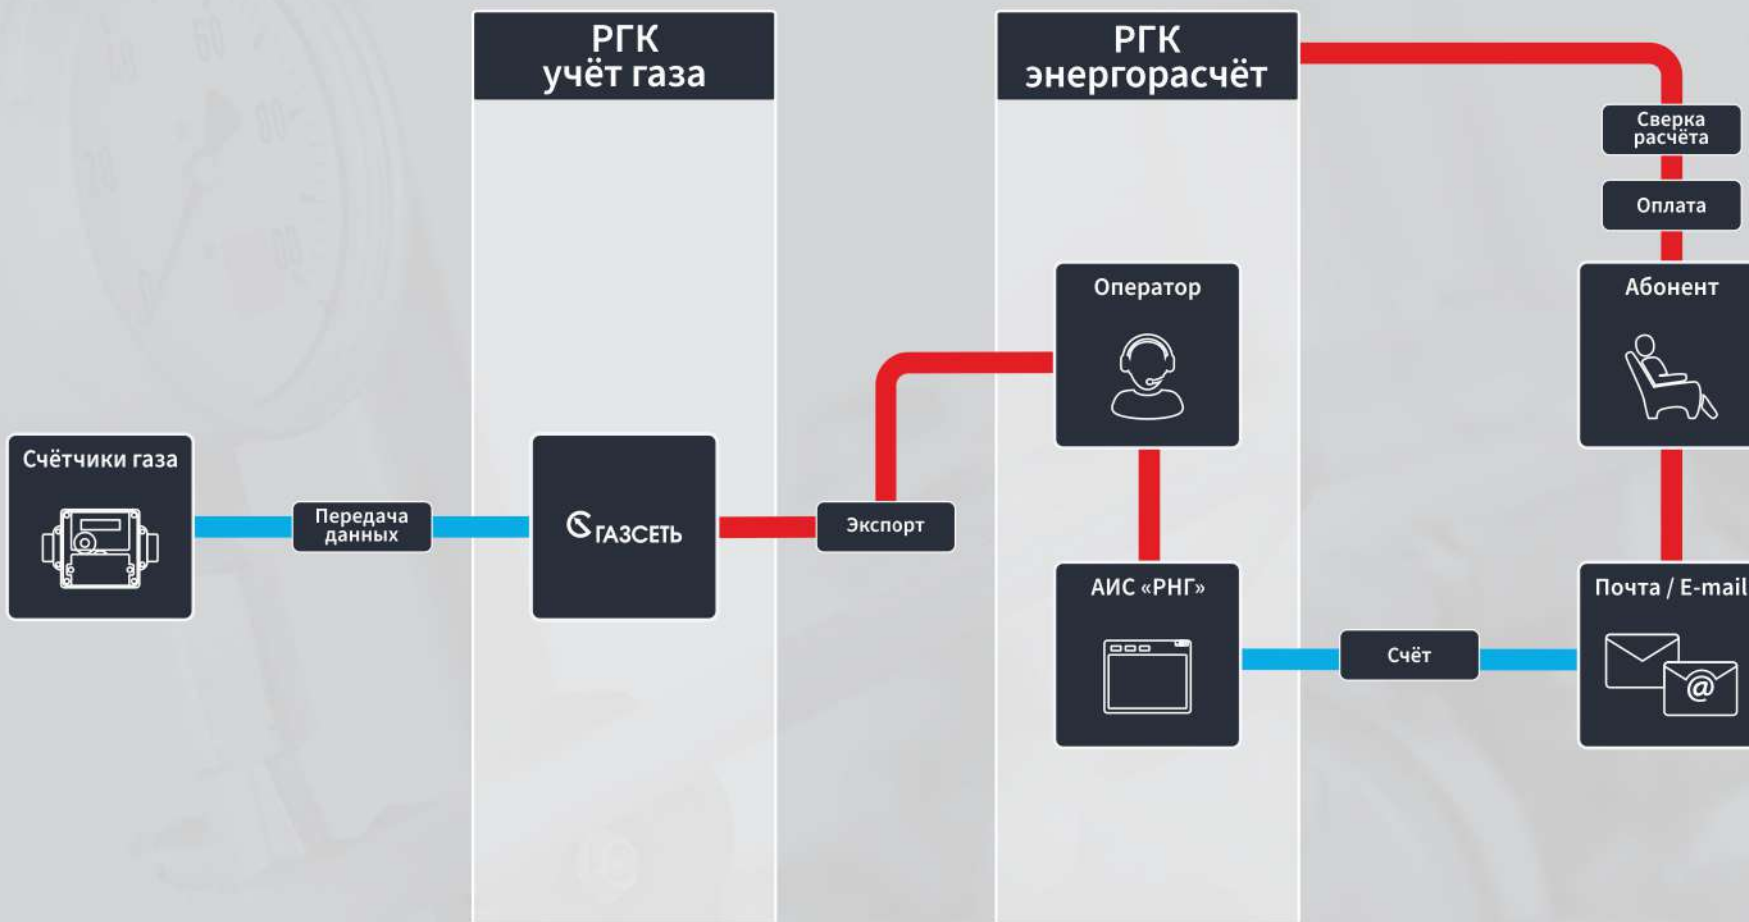 РГК
учёт газа
РГК
энергорасчёт
Сверка
расчёта
Оплата
Оператор
Абонент
Счётчики газа
Передача
данных
ГАЗСЕТЬ
Экспорт
АИС «РНГ»
Почта / E-mail
Счёт
@